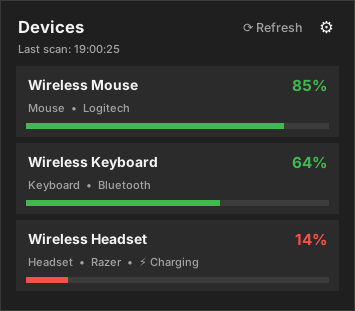 Devices
⟳ Refresh ⚙
Last scan: 19:00:25
Wireless Mouse 85%
Mouse • Logitech
Wireless Keyboard 64%
Keyboard • Bluetooth
Wireless Headset 14%
Headset • Razer • ⚡ Charging